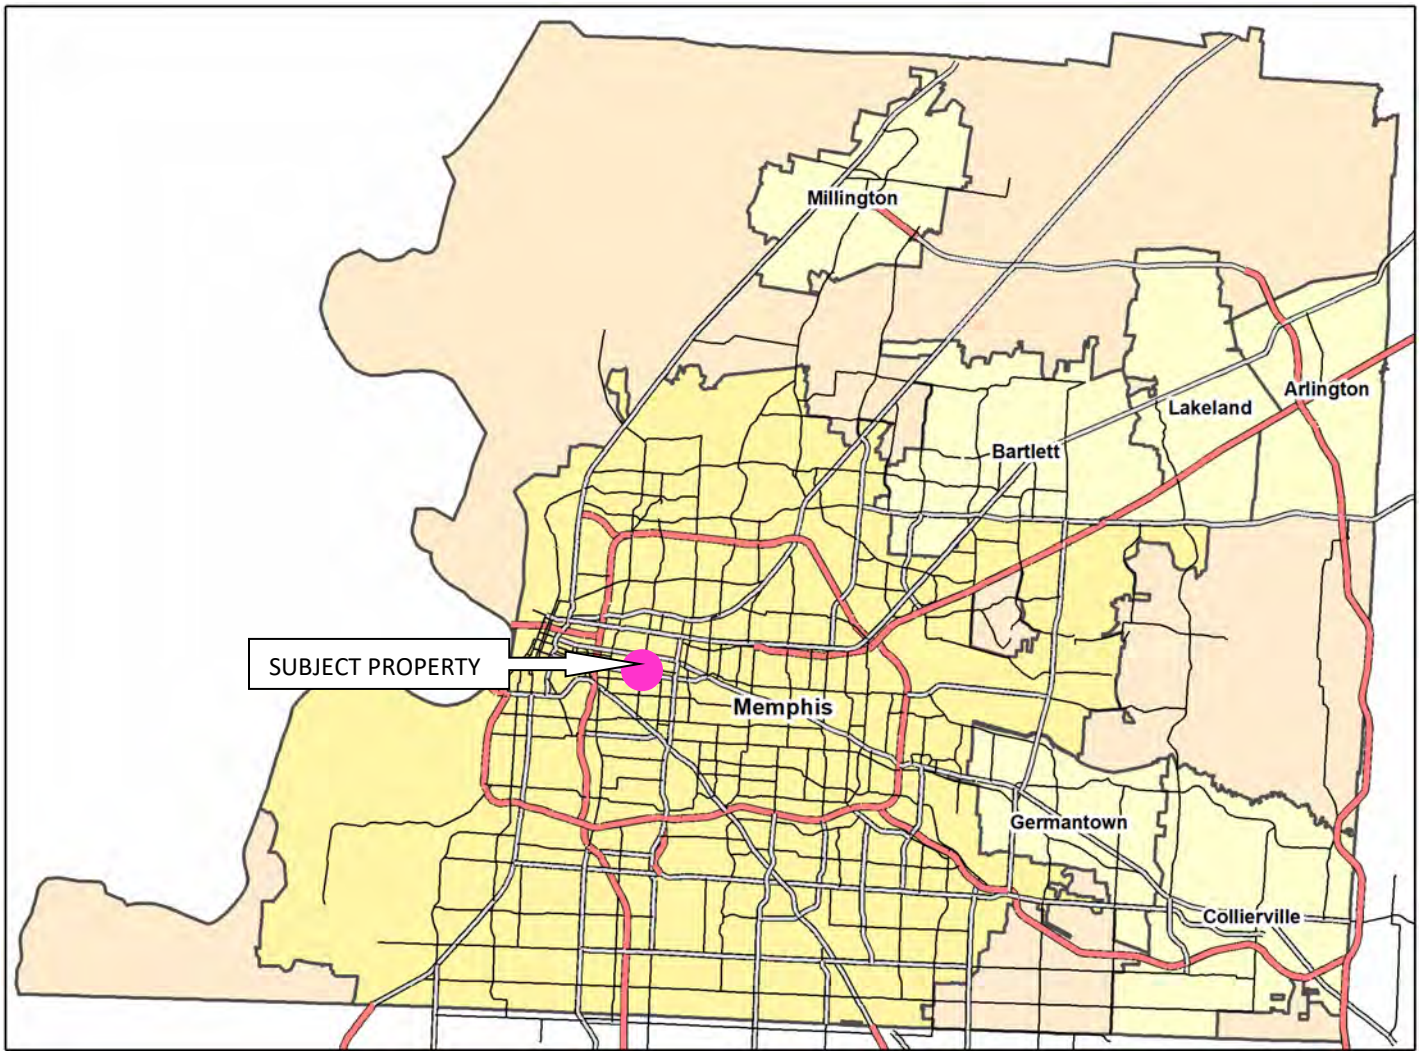 Millington
Arlington
Lakeland
Bartlett
SUBJECT PROPERTY
Memphis
Germantown
Collierville